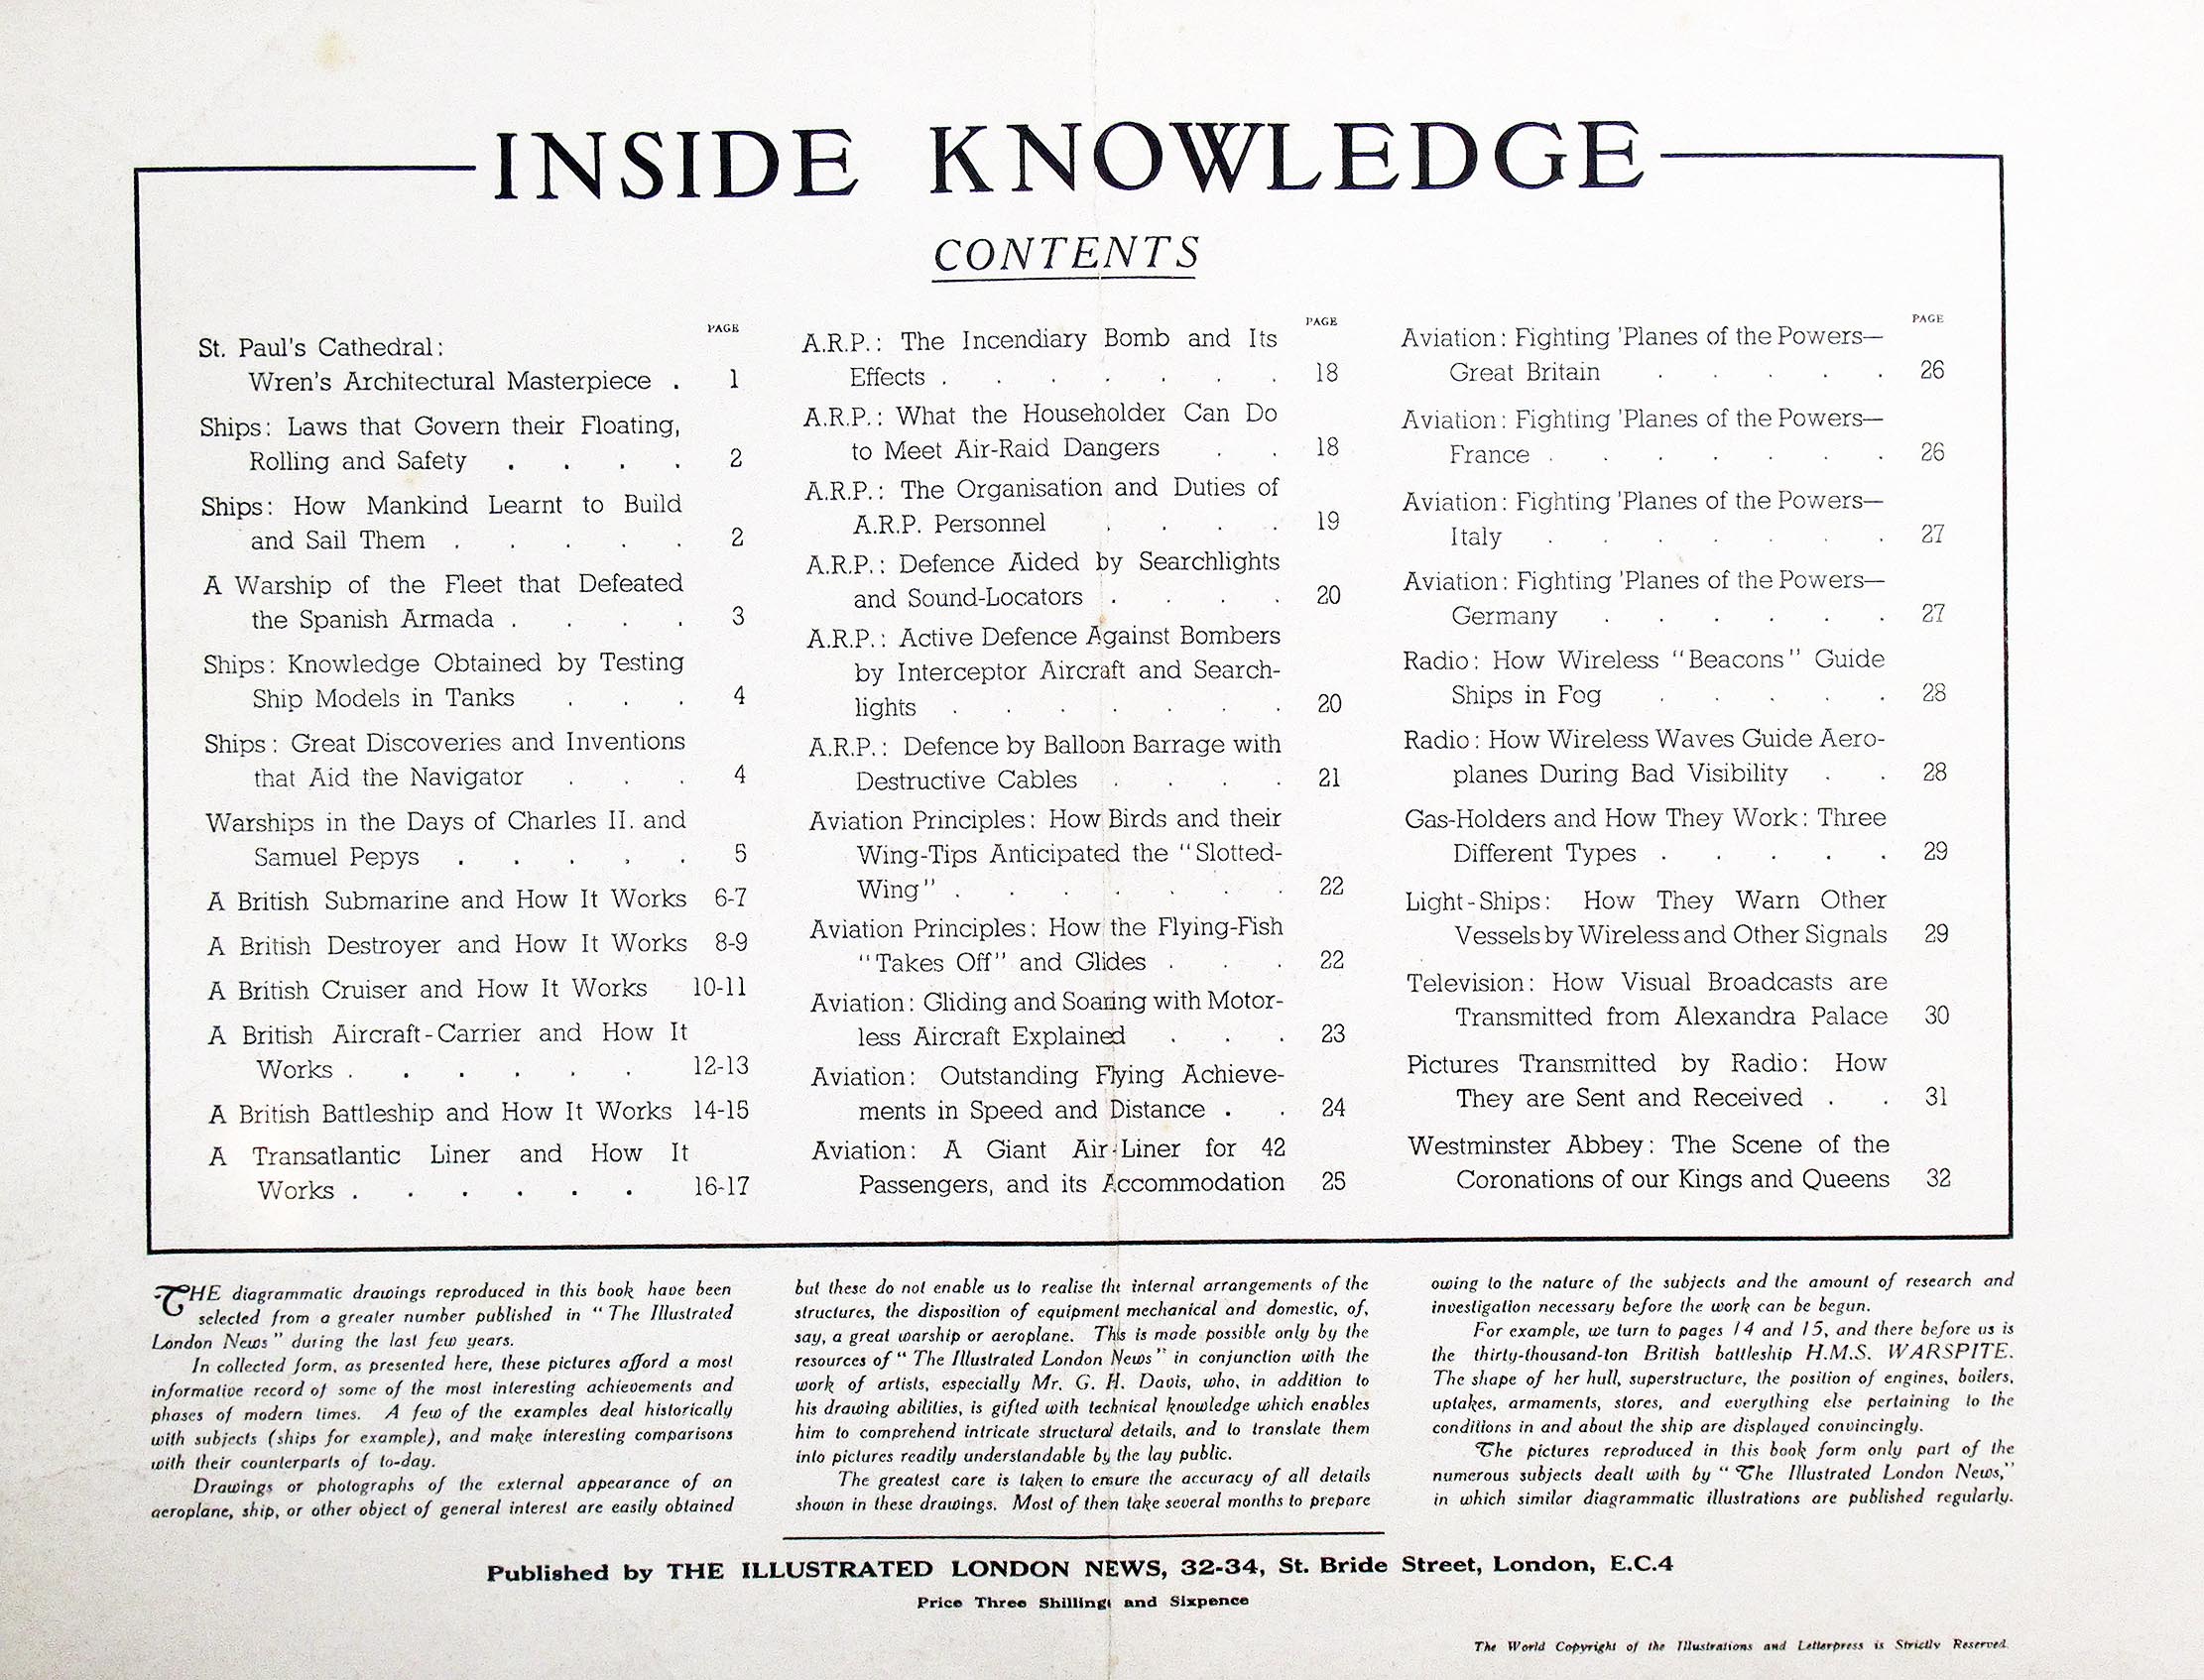 INSIDE KNOWLEDGE
CONTENTS
PAGE
St. Paul's Cathedral:
Wren's Architectural Masterpiece . 1
Ships: Laws that Govern their Floating,
Rolling and Safety . . . . 2
Ships: How Mankind Learnt to Build
and Sail Them . . . . . 2
A Warship of the Fleet that Defeated
the Spanish Armada . . . . 3
Ships: Knowledge Obtained by Testing
Ship Models in Tanks . . . 4
Ships: Great Discoveries and Inventions
that Aid the Navigator . . . 4
Warships in the Days of Charles II. and
Samuel Pepys . . . . . 5
A British Submarine and How It Works 6-7
A British Destroyer and How It Works 8-9
A British Cruiser and How It Works 10-11
A British Aircraft-Carrier and How It
Works . . . . . . 12-13
A British Battleship and How It Works 14-15
A Transatlantic Liner and How It
Works . . . . . . 16-17
PAGE
A.R.P.: The Incendiary Bomb and Its
Effects . . . . . . . 18
A.R.P.: What the Householder Can Do
to Meet Air-Raid Dangers . . 18
A.R.P.: The Organisation and Duties of
A.R.P. Personnel . . . . 19
A.R.P.: Defence Aided by Searchlights
and Sound-Locators . . . . 20
A.R.P.: Active Defence Against Bombers
by Interceptor Aircraft and Search-
lights . . . . . . . 20
A.R.P.: Defence by Balloon Barrage with
Destructive Cables . . . . 21
Aviation Principles: How Birds and their
Wing-Tips Anticipated the "Slotted-
Wing" . . . . . . . 22
Aviation Principles: How the Flying-Fish
"Takes Off" and Glides . . . 22
Aviation: Gliding and Soaring with Motor-
less Aircraft Explained . . . 23
Aviation: Outstanding Flying Achieve-
ments in Speed and Distance . . 24
Aviation: A Giant Air-Liner for 42
Passengers, and its Accommodation 25
PAGE
Aviation: Fighting 'Planes of the Powers—
Great Britain . . . . . 26
Aviation: Fighting 'Planes of the Powers—
France . . . . . . . 26
Aviation: Fighting 'Planes of the Powers—
Italy . . . . . . . 27
Aviation: Fighting 'Planes of the Powers—
Germany . . . . . . 27
Radio: How Wireless "Beacons" Guide
Ships in Fog . . . . . 28
Radio: How Wireless Waves Guide Aero-
planes During Bad Visibility . . 28
Gas-Holders and How They Work: Three
Different Types . . . . . 29
Light-Ships: How They Warn Other
Vessels by Wireless and Other Signals 29
Television: How Visual Broadcasts are
Transmitted from Alexandra Palace 30
Pictures Transmitted by Radio: How
They are Sent and Received . . 31
Westminster Abbey: The Scene of the
Coronations of our Kings and Queens 32
THE diagrammatic drawings reproduced in this book have been
selected from a greater number published in "The Illustrated
London News" during the last few years.
In collected form, as presented here, these pictures afford a most
informative record of some of the most interesting achievements and
phases of modern times. A few of the examples deal historically
with subjects (ships for example), and make interesting comparisons
with their counterparts of to-day.
Drawings or photographs of the external appearance of an
aeroplane, ship, or other object of general interest are easily obtained
but these do not enable us to realise the internal arrangements of the
structures, the disposition of equipment mechanical and domestic, of,
say, a great warship or aeroplane. This is made possible only by the
resources of "The Illustrated London News" in conjunction with the
work of artists, especially Mr. G. H. Davis, who, in addition to
his drawing abilities, is gifted with technical knowledge which enables
him to comprehend intricate structural details, and to translate them
into pictures readily understandable by the lay public.
The greatest care is taken to ensure the accuracy of all details
shown in these drawings. Most of them take several months to prepare
owing to the nature of the subjects and the amount of research and
investigation necessary before the work can be begun.
For example, we turn to pages 14 and 15, and there before us is
the thirty-thousand-ton British battleship H.M.S. WARSPITE.
The shape of her hull, superstructure, the position of engines, boilers,
uptakes, armaments, stores, and everything else pertaining to the
conditions in and about the ship are displayed convincingly.
The pictures reproduced in this book form only part of the
numerous subjects dealt with by "The Illustrated London News,"
in which similar diagrammatic illustrations are published regularly.
Published by THE ILLUSTRATED LONDON NEWS, 32-34, St. Bride Street, London, E.C.4
Price Three Shillings and Sixpence
The World Copyright of the Illustrations and Letterpress is Strictly Reserved.